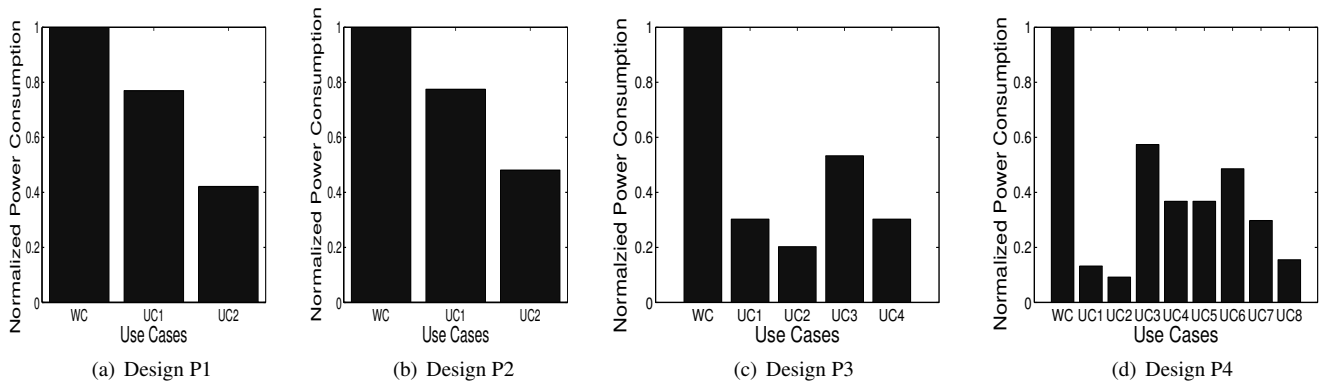 Normalized Power Consumption
1
0.8
0.6
0.4
0.2
0
WC UC1 UC2
Use Cases
(a) Design P1
Normalized Power Consumption
1
0.8
0.6
0.4
0.2
0
WC UC1 UC2
Use Cases
(b) Design P2
Normalzied Power Consumption
1
0.8
0.6
0.4
0.2
0
WC UC1 UC2 UC3 UC4
Use Cases
(c) Design P3
Normalized Power Consumption
1
0.8
0.6
0.4
0.2
0
WC UC1 UC2 UC3 UC4 UC5 UC6 UC7 UC8
Use Cases
(d) Design P4